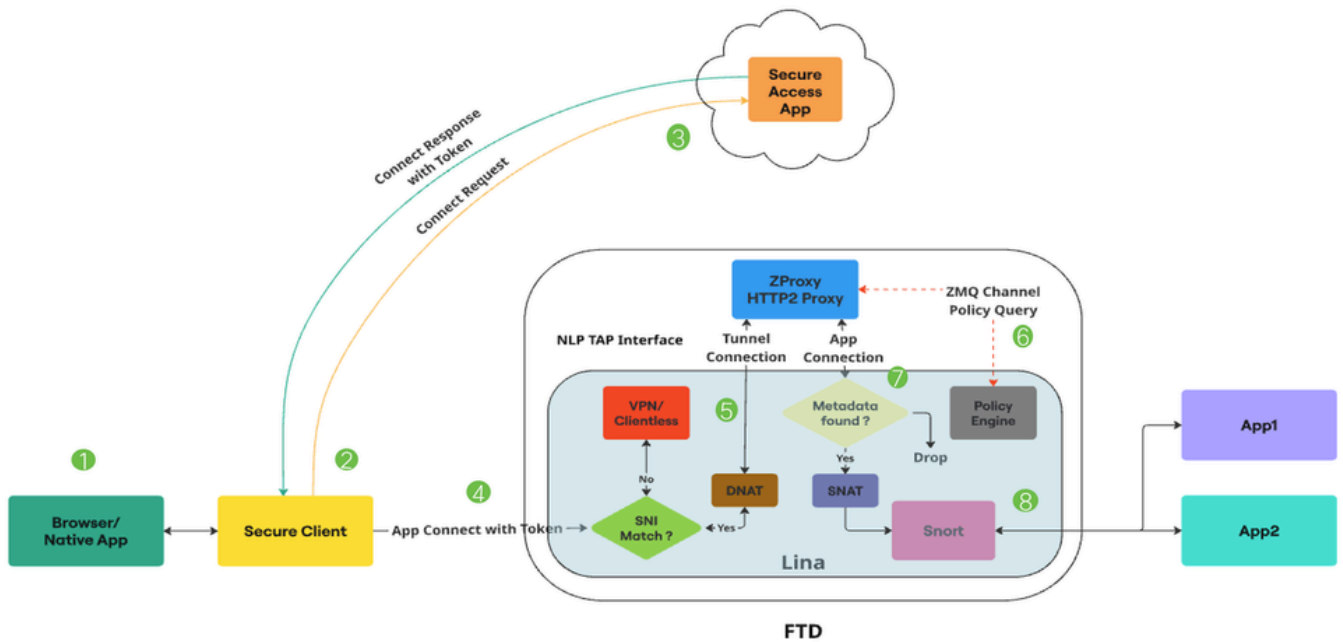 Secure
Access
App
Connect Response
with Token
3
Connect Request
ZProxy
HTTP2 Proxy
ZMQ Channel
Policy Query
NLP TAP Interface
Tunnel
Connection
App
Connection
6
7
VPN/
Clientless
5
Metadada
found ?
Policy
Engine
App1
1
2
No
Yes
Drop
4
DNAT
SNAT
8
Browser/
Native App
Secure Client
App Connect with Token
SNI
Match ?
Yes
Snort
App2
Lina
FTD